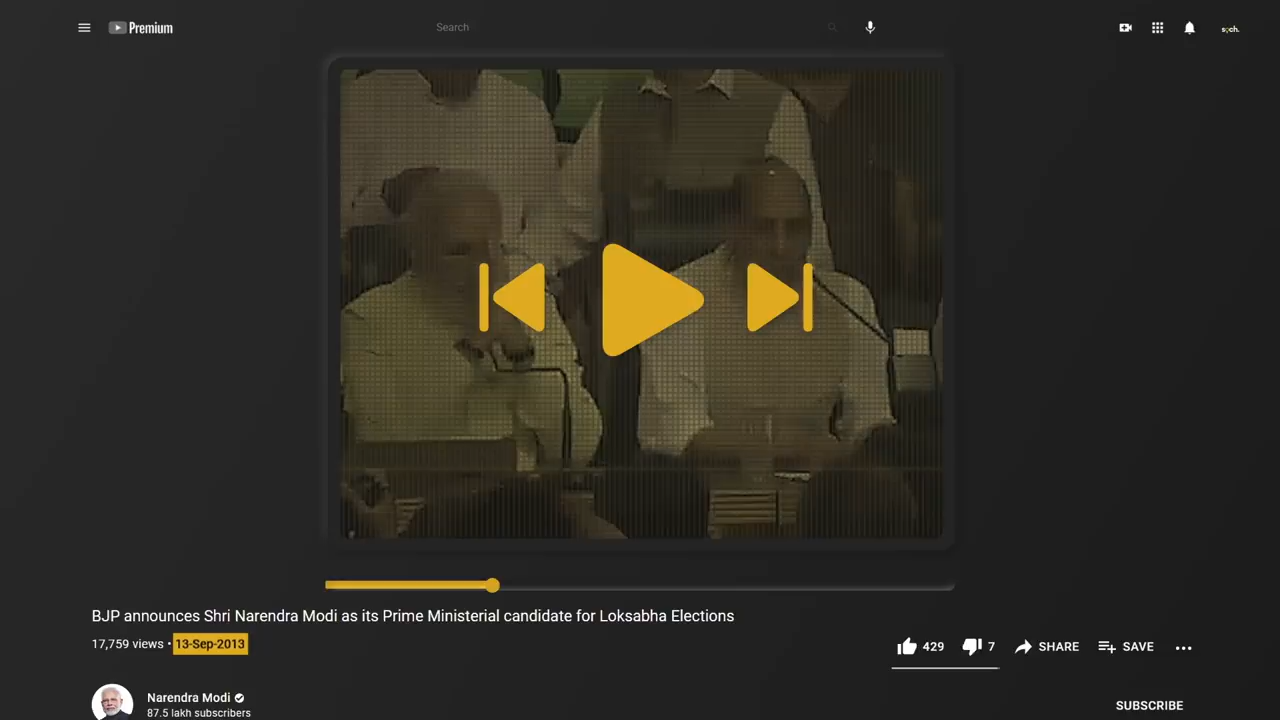 Premium
Search
sₒch.
BJP announces Shri Narendra Modi as its Prime Ministerial candidate for Loksabha Elections
17,759 views • 13-Sep-2013
429
7
SHARE
SAVE
Narendra Modi
87.5 lakh subscribers
SUBSCRIBE